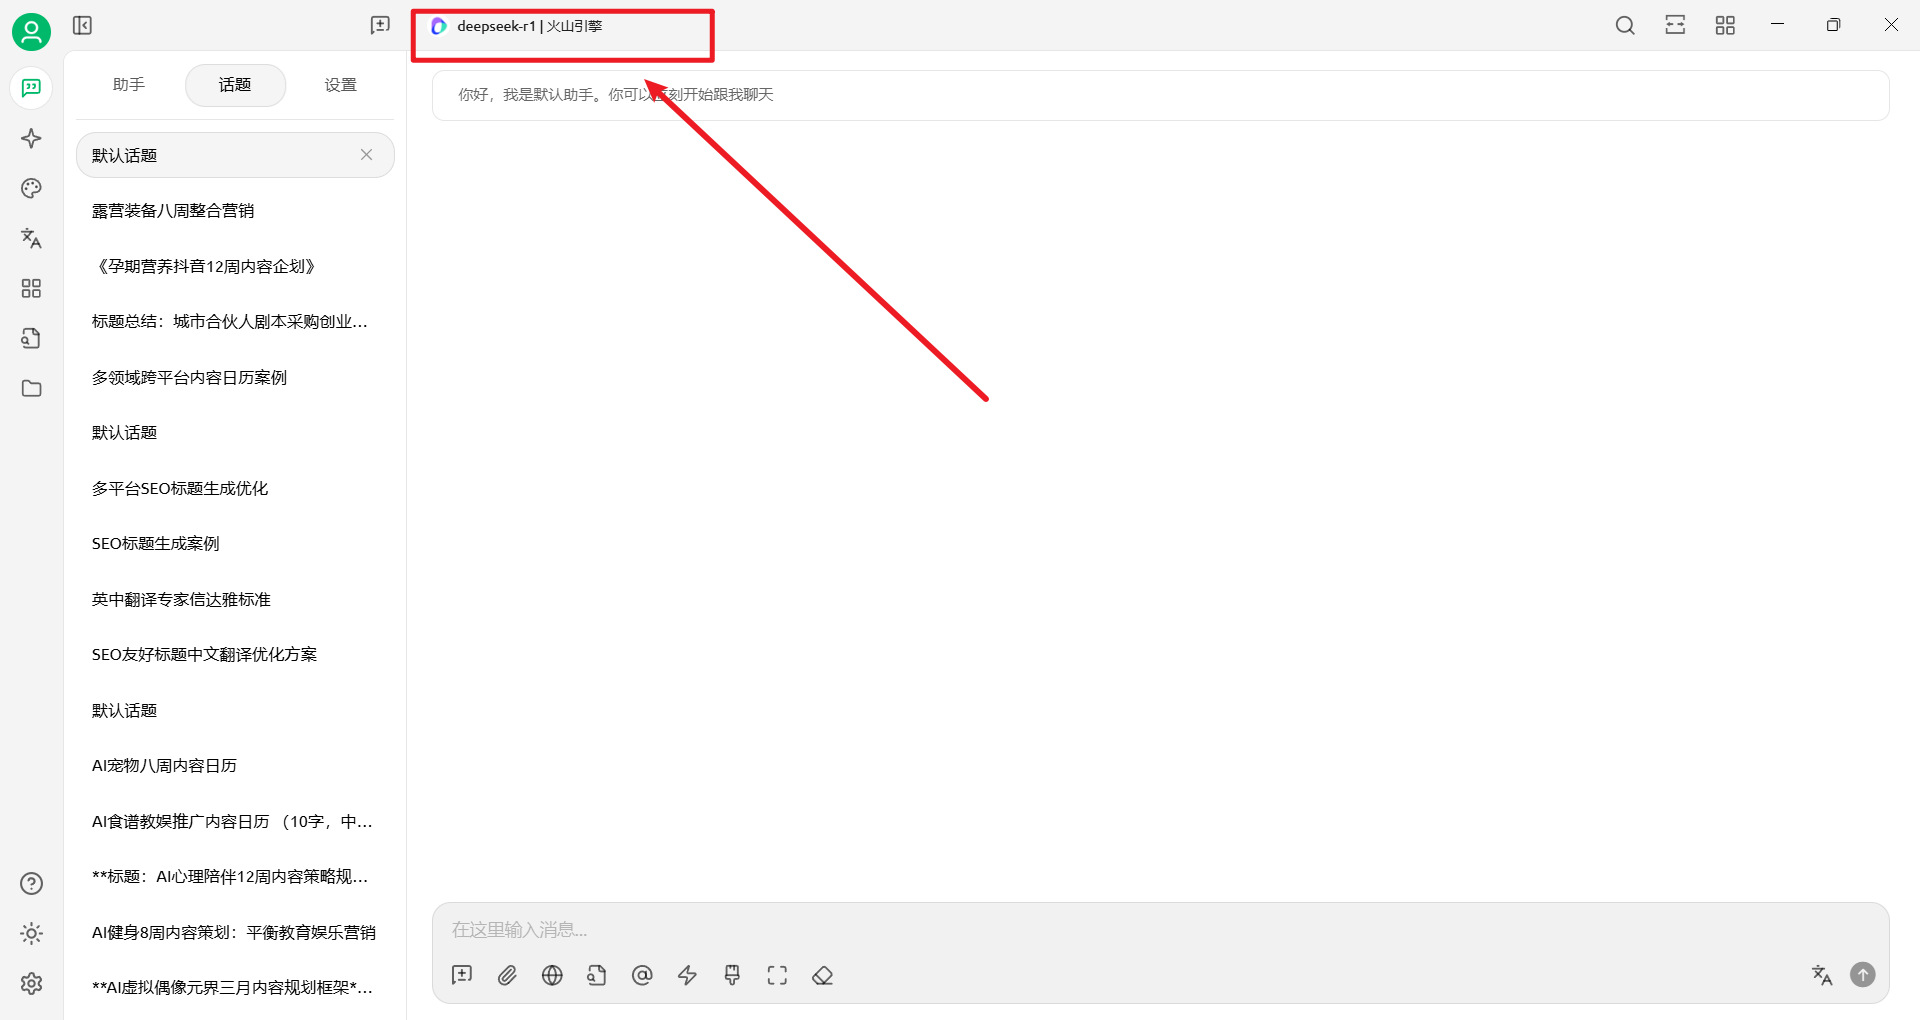 deepseek-r1 | 火山引擎
助手
话题
设置
默认话题
露营装备八周整合营销
《孕期营养抖音12周内容企划》
标题总结：城市合伙人剧本采购创业...
多领域跨平台内容日历案例
默认话题
多平台SEO标题生成优化
SEO标题生成案例
英中翻译专家信达雅标准
SEO友好标题中文翻译优化方案
默认话题
AI宠物八周内容日历
AI食谱教娱推广内容日历 （10字，中...
**标题：AI心理陪伴12周内容策略规...
AI健身8周内容策划：平衡教育娱乐营销
**AI虚拟偶像元界三月内容规划框架*...
你好，我是默认助手。你可以立刻开始跟我聊天
在这里输入消息...